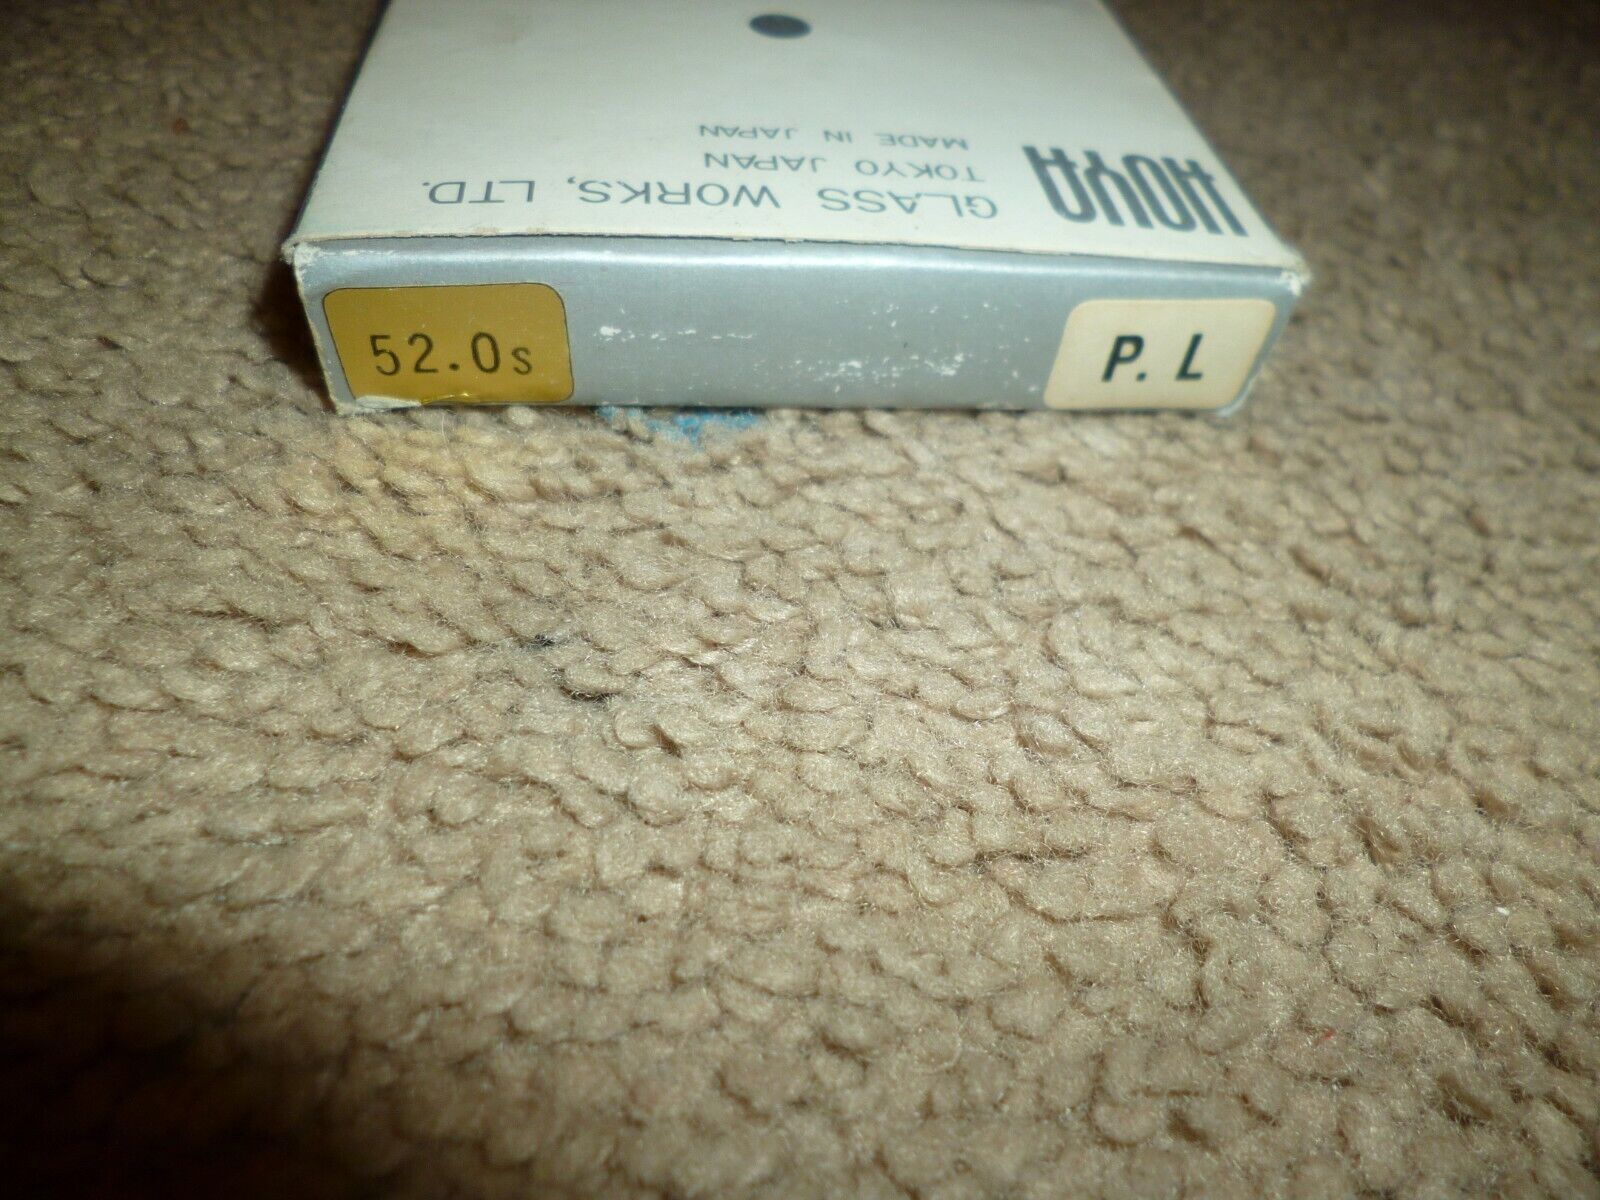 HOYA
GLASS WORKS, LTD.
TOKYO JAPAN
MADE IN JAPAN
52.0s
P. L